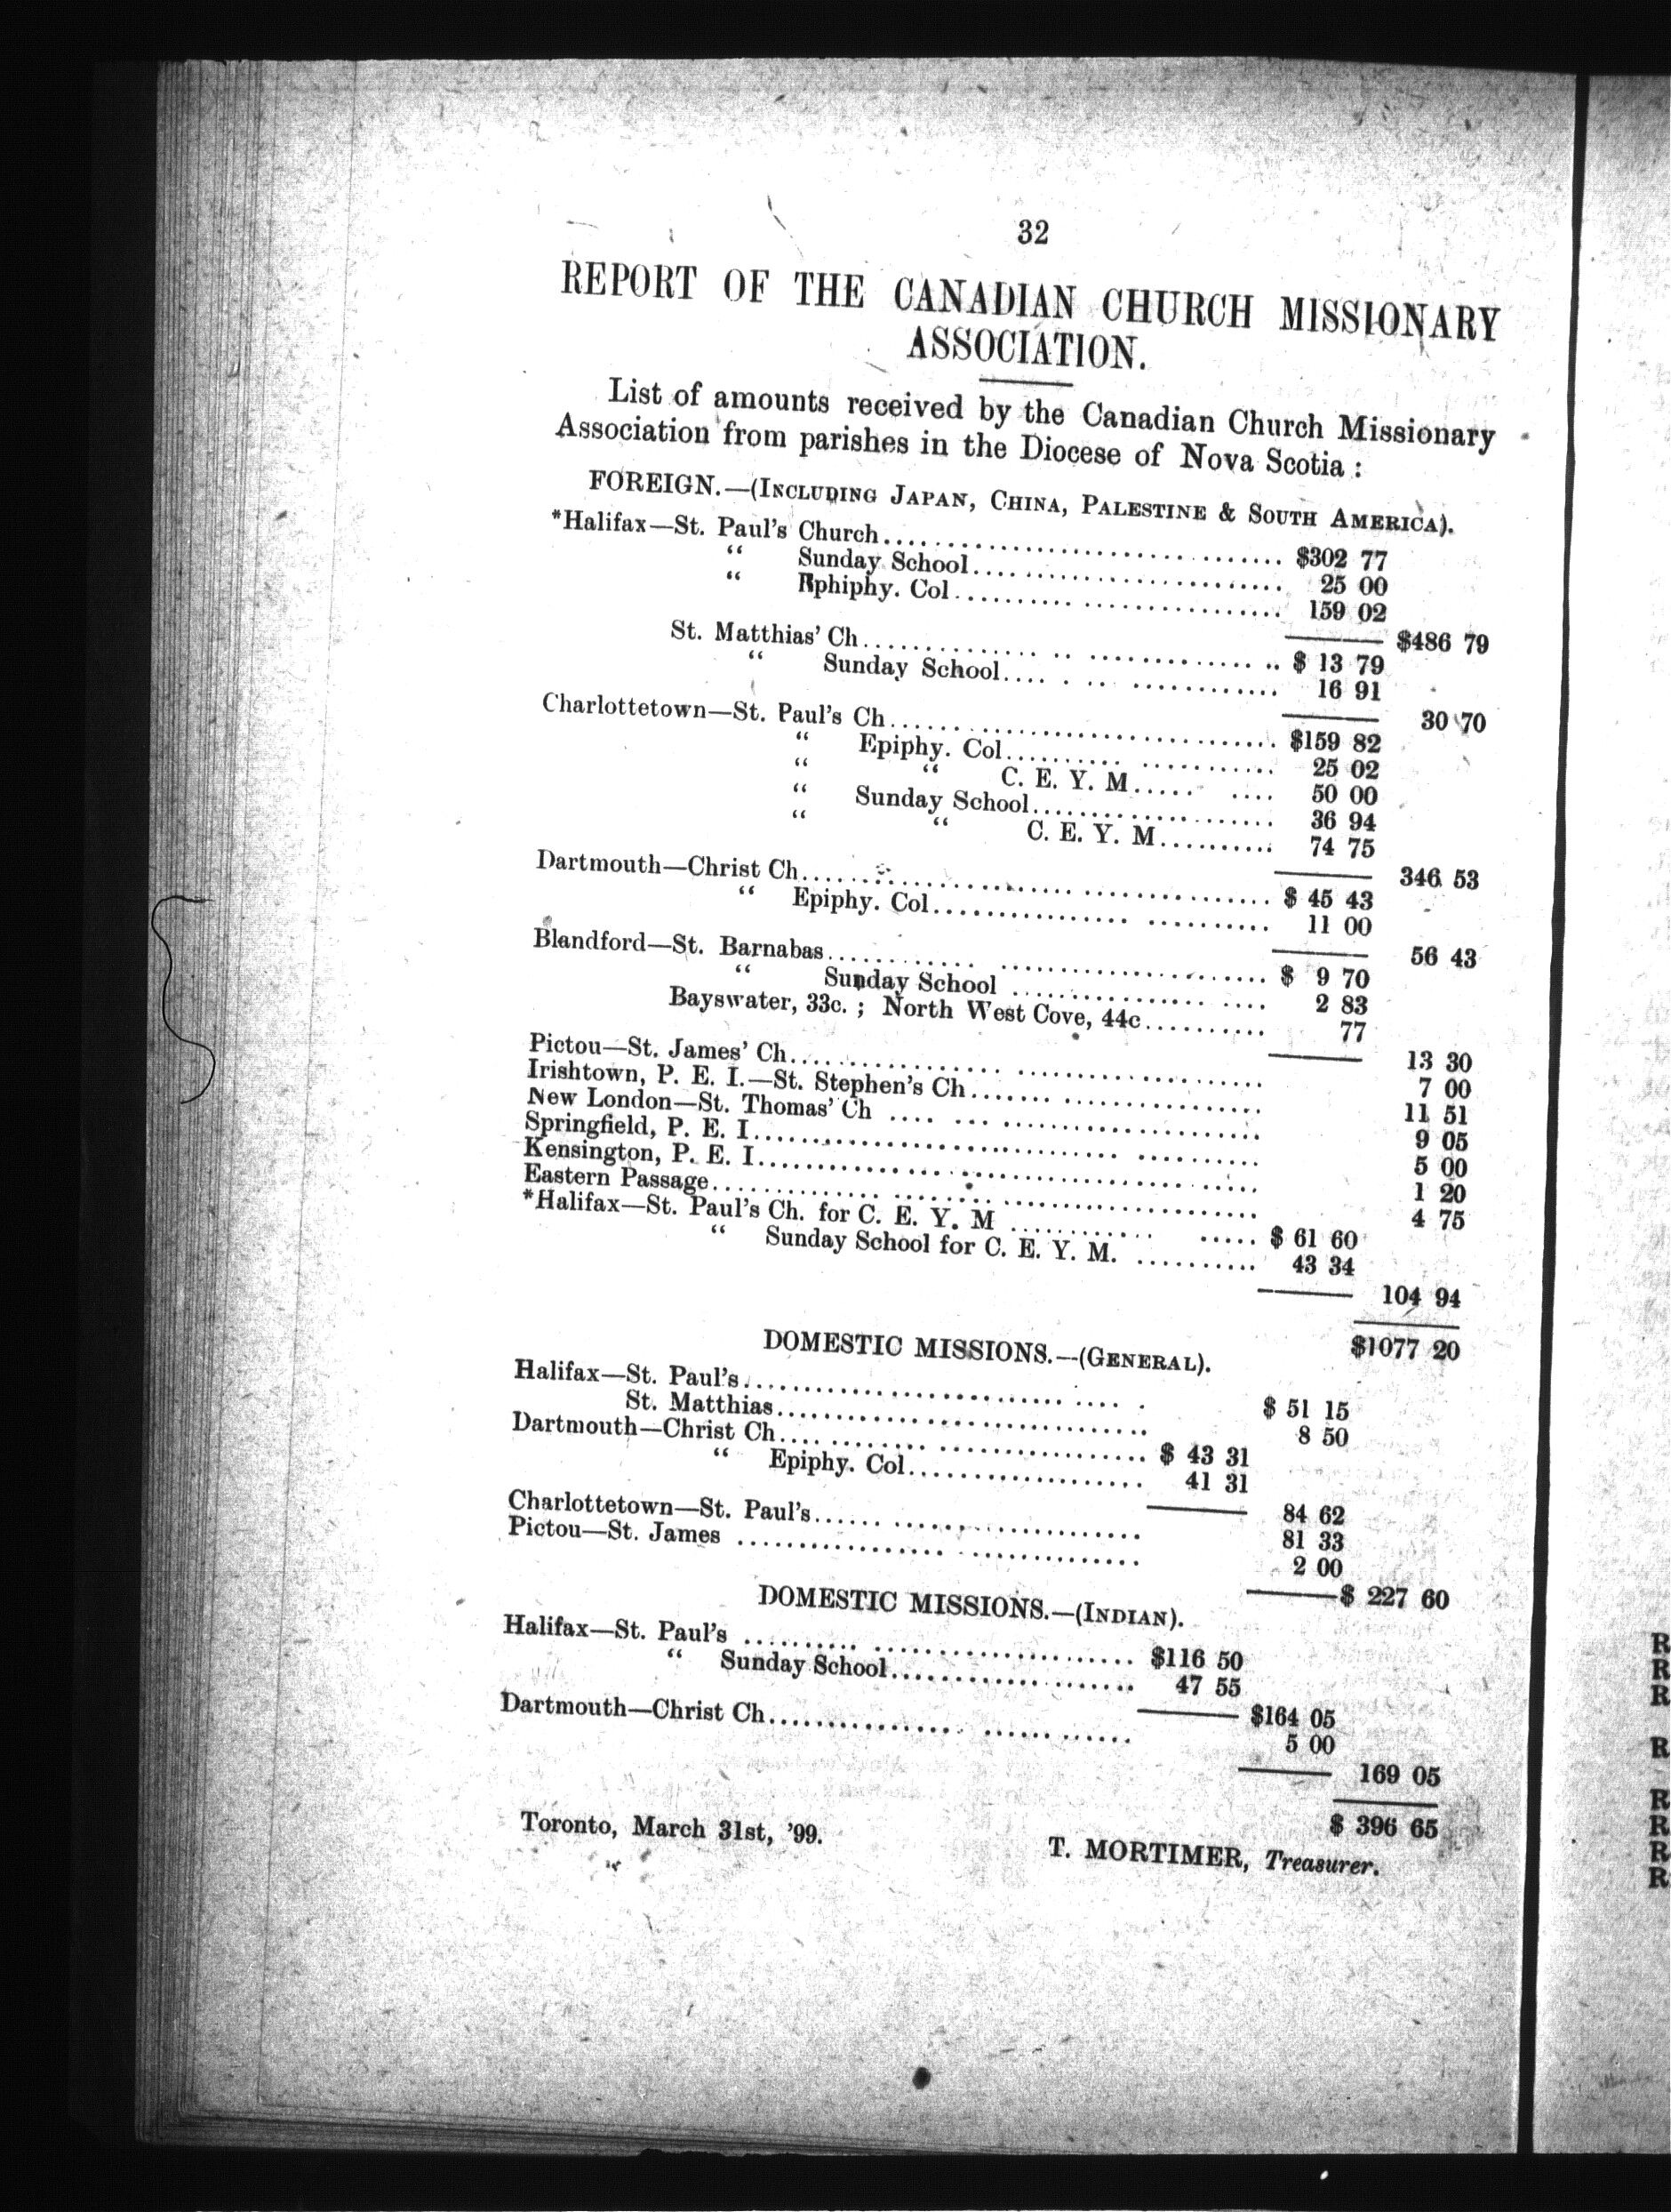 32
REPORT OF THE CANADIAN CHURCH MISSIONARY
ASSOCIATION.
List of amounts received by the Canadian Church Missionary
Association from parishes in the Diocese of Nova Scotia :
FOREIGN.—(INCLUDING JAPAN, CHINA, PALESTINE & SOUTH AMERICA).
*Halifax—St. Paul's Church.... $302 77
“ Sunday School.... 25 00
“ Rphiphy. Col.... 159 02
$486 79
St. Matthias' Ch.... $ 13 79
“ Sunday School.... 16 91
30 70
Charlottetown—St. Paul's Ch.... $159 82
“ Epiphy. Col.... 25 02
“ “ C. E. Y. M.... 50 00
“ Sunday School.... 36 94
“ “ C. E. Y. M.... 74 75
346 53
Dartmouth—Christ Ch.... $ 45 43
“ Epiphy. Col.... 11 00
56 43
Blandford—St. Barnabas.... $ 9 70
“ Sunday School .... 2 83
Bayswater, 33c. ; North West Cove, 44c.... 77
13 30
Pictou—St. James' Ch.... 7 00
Irishtown, P. E. I.—St. Stephen's Ch.... 11 51
New London—St. Thomas' Ch .... 9 05
Springfield, P. E. I.... 5 00
Kensington, P. E. I.... 1 20
Eastern Passage.... 4 75
*Halifax—St. Paul's Ch. for C. E. Y. M .... $ 61 60
“ Sunday School for C. E. Y. M. .... 43 34
104 94
$1077 20
DOMESTIC MISSIONS.—(GENERAL).
Halifax—St. Paul's.... $ 51 15
St. Matthias.... 8 50
Dartmouth—Christ Ch.... $ 43 31
“ Epiphy. Col.... 41 31
84 62
Charlottetown—St. Paul's.... 81 33
Pictou—St. James .... 2 00
$ 227 60
DOMESTIC MISSIONS.—(INDIAN).
Halifax—St. Paul's .... $116 50
“ Sunday School.... 47 55
$164 05
Dartmouth—Christ Ch.... 5 00
169 05
$ 396 65
Toronto, March 31st, '99.
T. MORTIMER, Treasurer.
R
R
R
R
R
R
R
R